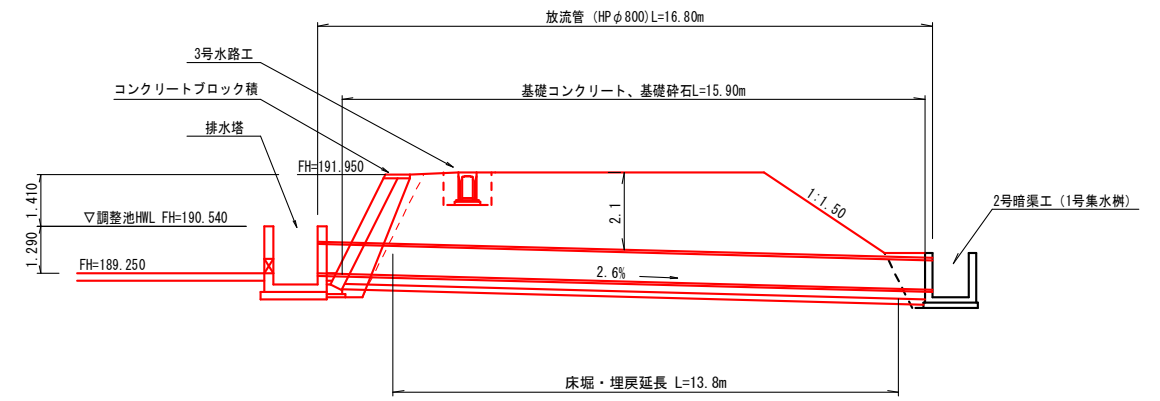 放流管 (HPφ800)L=16.80m
3号水路工
コンクリートブロック積
基礎コンクリート、基礎砕石L=15.90m
排水塔
FH=191.950
1.410
2.1
1:1.50
2号暗渠工（1号集水桝）
▽調整池HWL FH=190.540
1.290
FH=189.250
2.6%
床堀・埋戻延長 L=13.8m